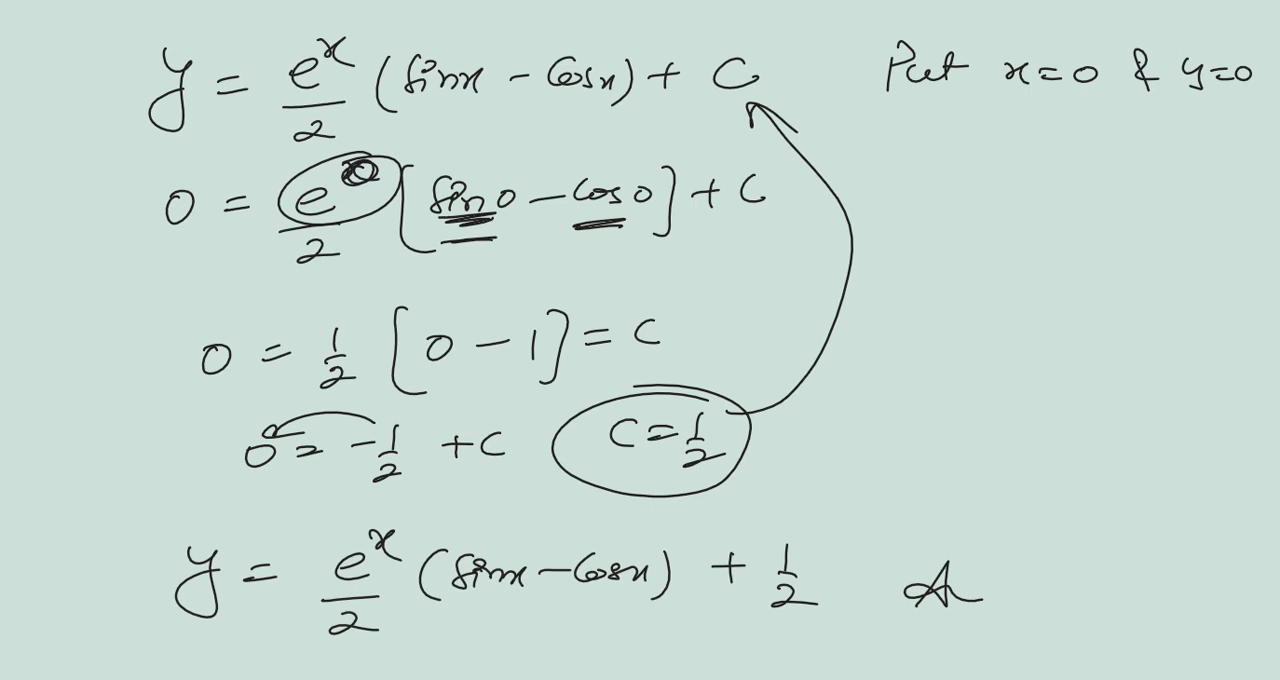 y = e^x/2 (sinx - cosx) + C    Put x=0 & y=0
0 = e^0/2 [sin0 - cos0] + C
0 = 1/2 [0 - 1] = C
0 = -1/2 + C    C = 1/2
y = e^x/2 (sinx - cosx) + 1/2